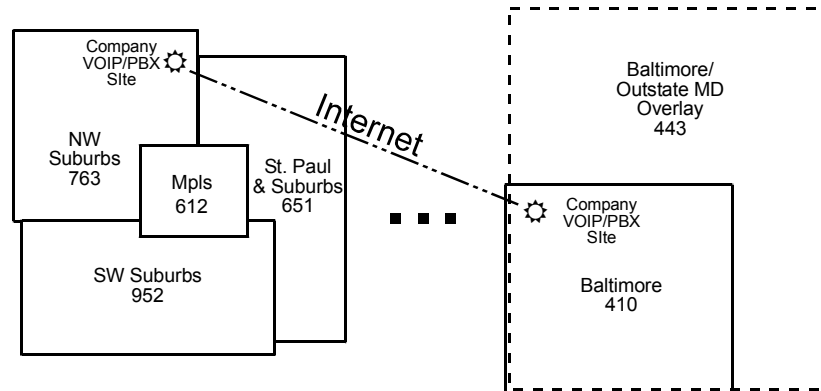 Company
VOIP/PBX
SIte
NW
Suburbs
763
Mpls
612
St. Paul
& Suburbs
651
SW Suburbs
952
Internet
Baltimore/
Outstate MD
Overlay
443
Company
VOIP/PBX
SIte
Baltimore
410